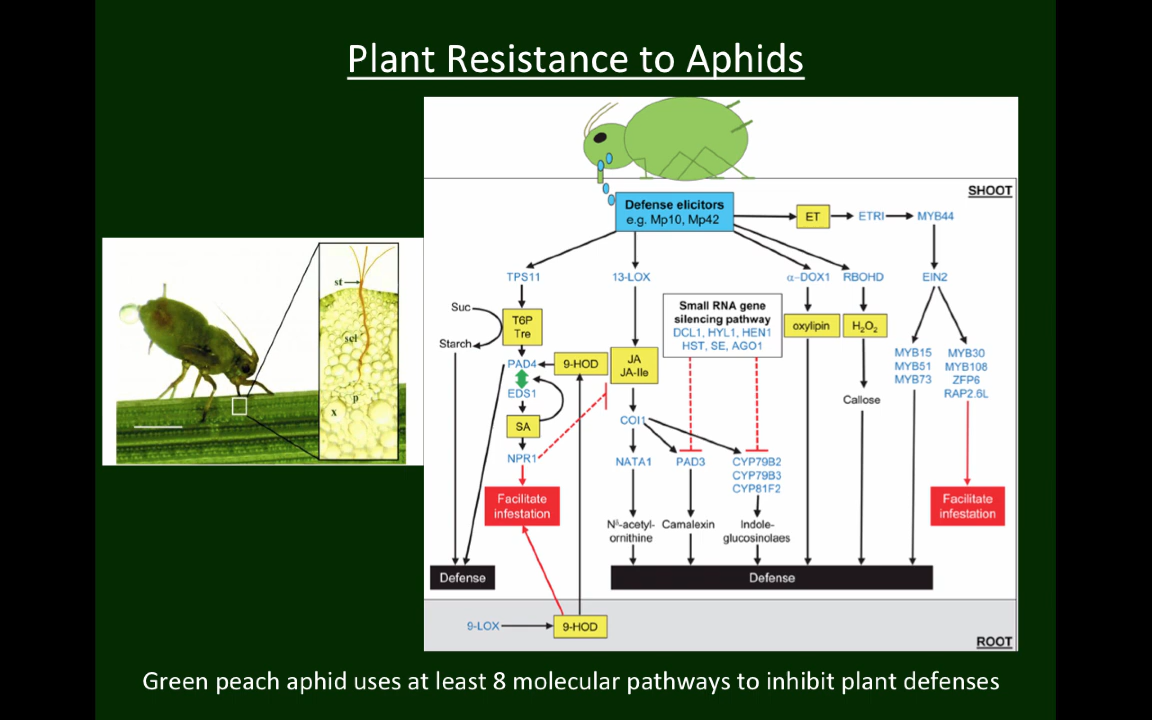 Plant Resistance to Aphids
SHOOT
Defense elicitors
e.g. Mp10, Mp42
ET
ETRI
MYB44
TPS11
13-LOX
α-DOX1
RBOHD
EIN2
st
scl
p
x
Suc
Starch
T6P
Tre
Small RNA gene
silencing pathway
DCL1, HYL1, HEN1
HST, SE, AGO1
oxylipin
H₂O₂
PAD4
9-HOD
JA
JA-Ile
MYB15
MYB51
MYB73
MYB30
MYB108
ZFP6
RAP2.6L
EDS1
Callose
SA
COI1
NPR1
NATA1
PAD3
CYP79B2
CYP79B3
CYP81F2
Facilitate
infestation
Facilitate
infestation
Nᵟ-acetyl-
ornithine
Camalexin
Indole-
glucosinolaes
Defense
Defense
9-LOX
9-HOD
ROOT
Green peach aphid uses at least 8 molecular pathways to inhibit plant defenses